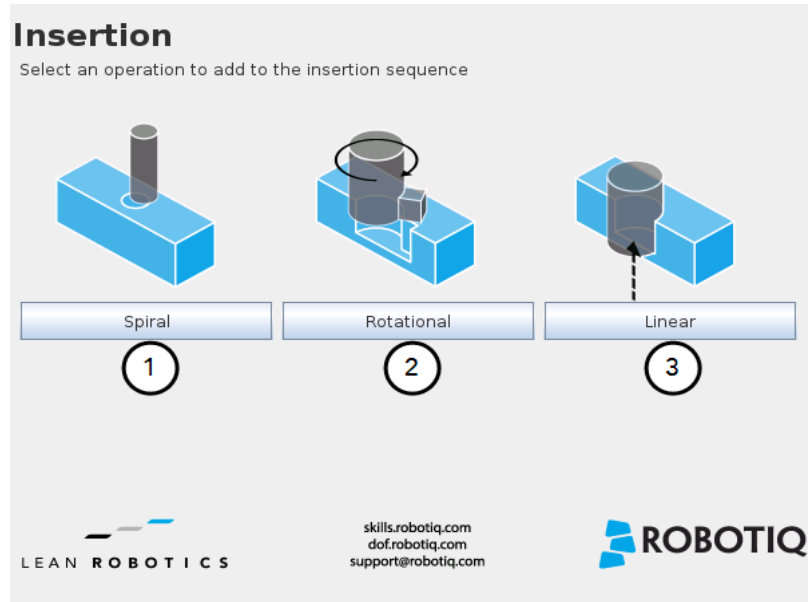 Insertion
Select an operation to add to the insertion sequence
Spiral
Rotational
Linear
1
2
3
LEAN ROBOTICS
skills.robotiq.com
dof.robotiq.com
support@robotiq.com
ROBOTIQ